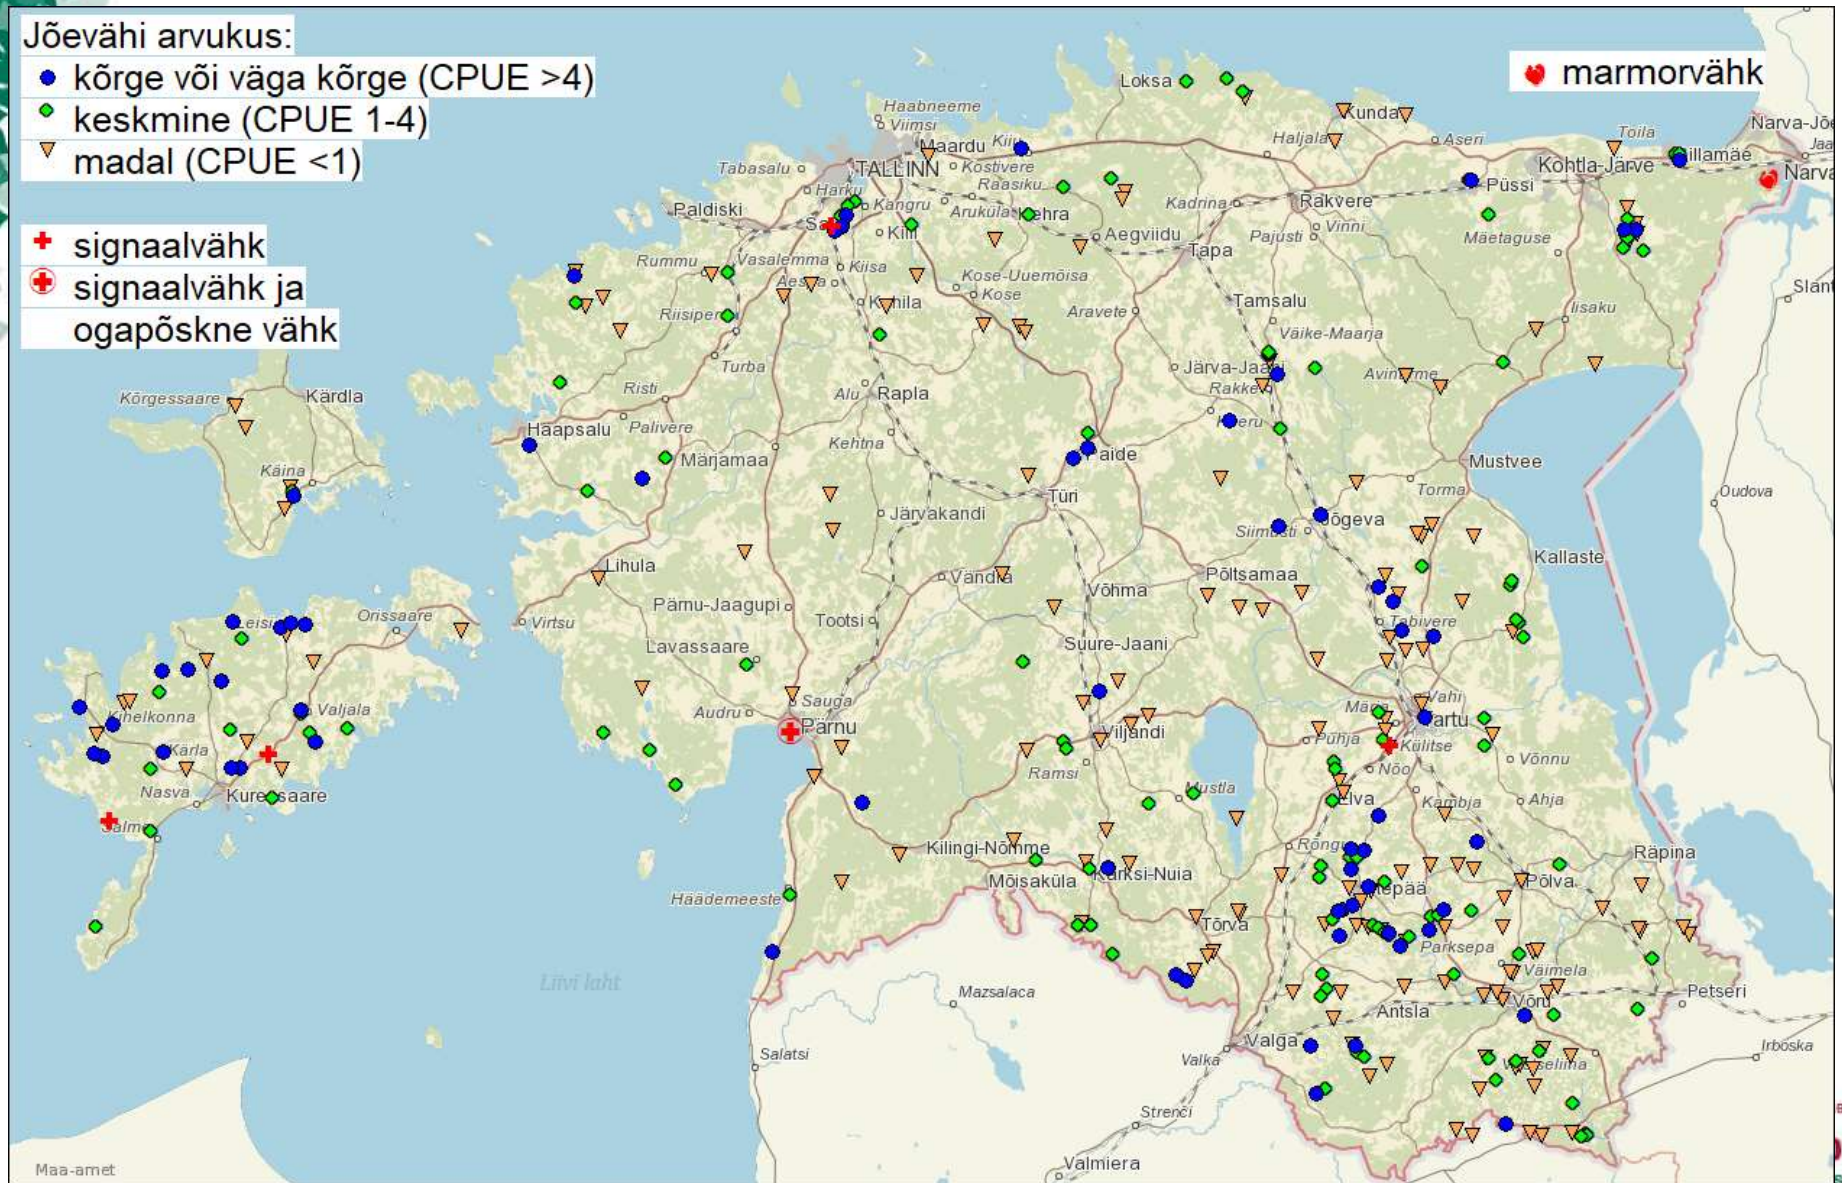 Jõevähi arvukus:
kõrge või väga kõrge (CPUE >4)
keskmine (CPUE 1-4)
madal (CPUE <1)
signaalvähk
signaalvähk ja
ogapõskne vähk
marmorvähk
Loksa
Kunda
Haabneeme
Viimsi
Haljala
Aseri
Toila
Narva-Jõe
Maardu
Tabasalu
TALLINN
Kostivere
Kohtla-Järve
Narva
Harku
Raasiku
Püssi
Paldiski
Kangru
Aruküla
Kehra
Kadrina
Rakvere
Kiili
Aegviidu
Pajusti
Vinni
Mäetaguse
Tapa
Rummu
Vasalemma
Kiisa
Kose-Uuemõisa
Kose
Tamsalu
Iisaku
Riisipere
Kohila
Aravete
Väike-Maarja
Turba
Järva-Jaani
Rakke
Avinurme
Kõrgessaare
Kärdla
Risti
Alu
Rapla
Haapsalu
Palivere
Kehtna
Märjamaa
Paide
Mustvee
Käina
Türi
Torma
Oudova
Järvakandi
Siimusti
Jõgeva
Kallaste
Lihula
Vändra
Võhma
Põltsamaa
Pärnu-Jaagupi
Orissaare
Virtsu
Tootsi
Tabivere
Leisi
Lavassaare
Suure-Jaani
Vahi
Kihelkonna
Valjala
Audru
Sauga
Pärnu
Viljandi
Puhja
Tartu
Külitse
Kärla
Ramsi
Nõo
Võnnu
Nasva
Kuressaare
Mustla
Elva
Kambja
Ahja
Salme
Kilingi-Nõmme
Rõngu
Räpina
Mõisaküla
Karksi-Nuia
Otepää
Põlva
Häädemeeste
Tõrva
Parksepa
Väimela
Liivi laht
Mazsalaca
Antsla
Võru
Petseri
Salatsi
Valga
Valka
Irboska
Strenči
Valmiera
Maa-amet